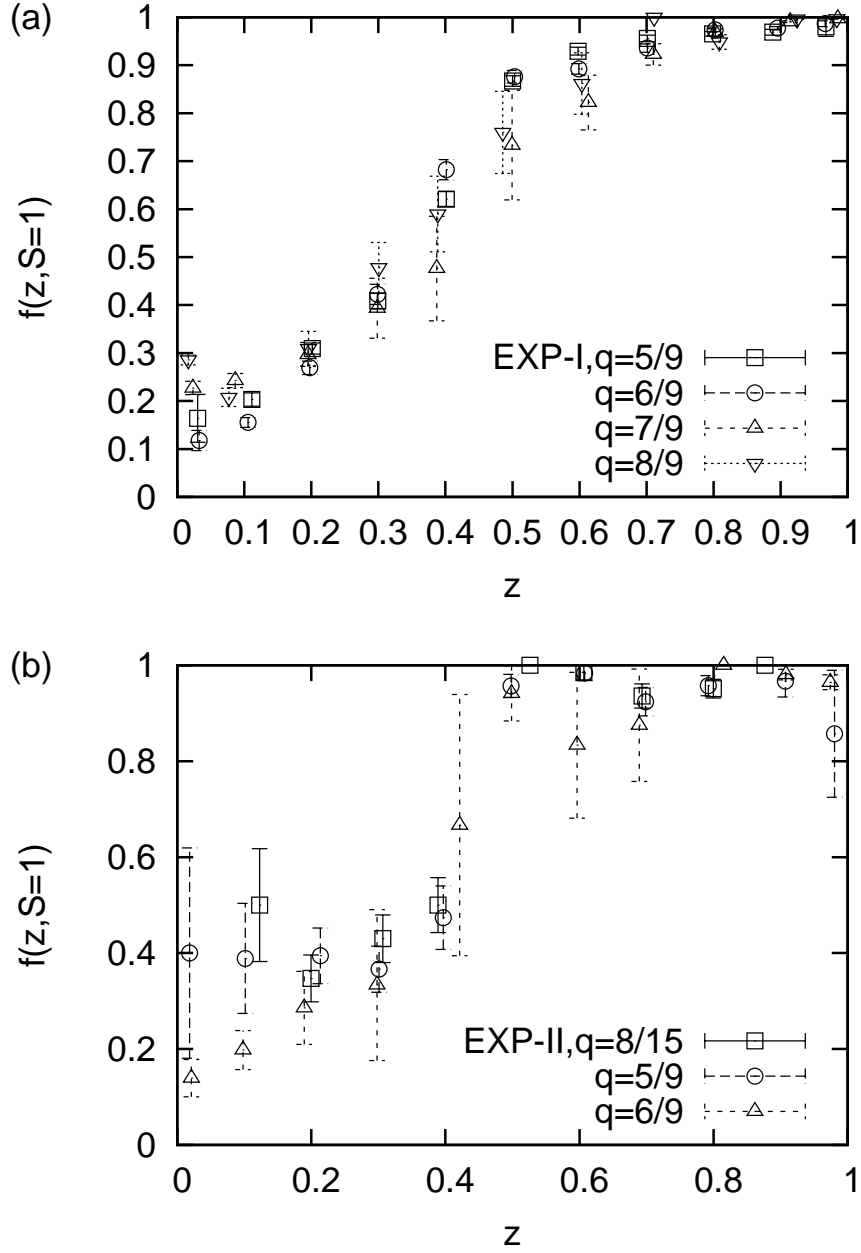 (a)
1
0.9
0.8
0.7
0.6
0.5
0.4
0.3
0.2
0.1
0
f(z,S=1)
EXP-I,q=5/9
q=6/9
q=7/9
q=8/9
0 0.1 0.2 0.3 0.4 0.5 0.6 0.7 0.8 0.9 1
z
(b)
1
0.8
0.6
0.4
0.2
0
f(z,S=1)
EXP-II,q=8/15
q=5/9
q=6/9
0 0.2 0.4 0.6 0.8 1
z